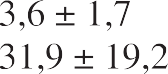 3,6 ± 1,7
31,9 ± 19,2